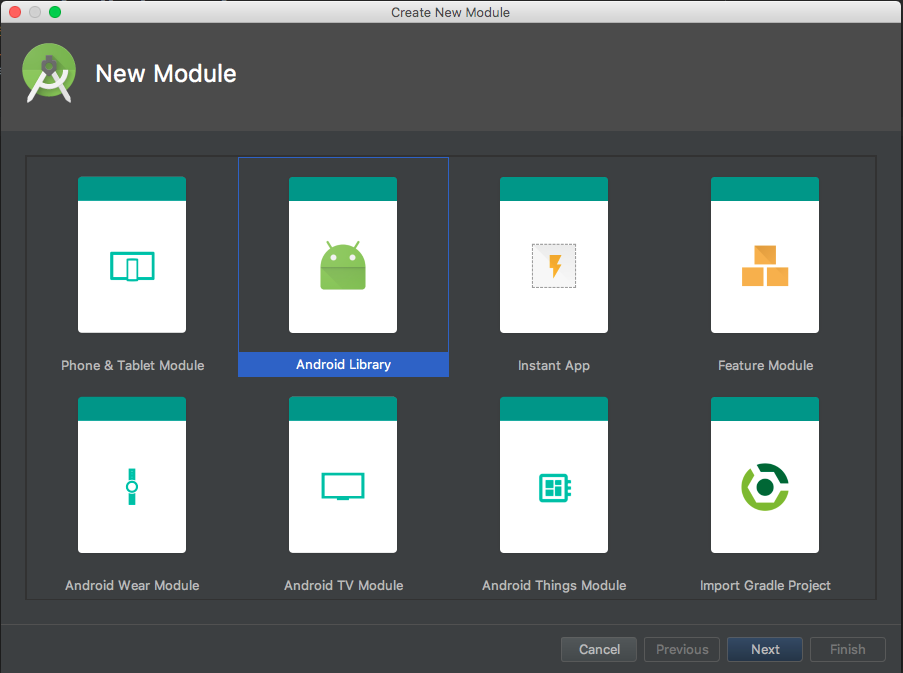 Create New Module
New Module
Phone & Tablet Module
Android Library
Instant App
Feature Module
Android Wear Module
Android TV Module
Android Things Module
Import Gradle Project
Cancel
Previous
Next
Finish